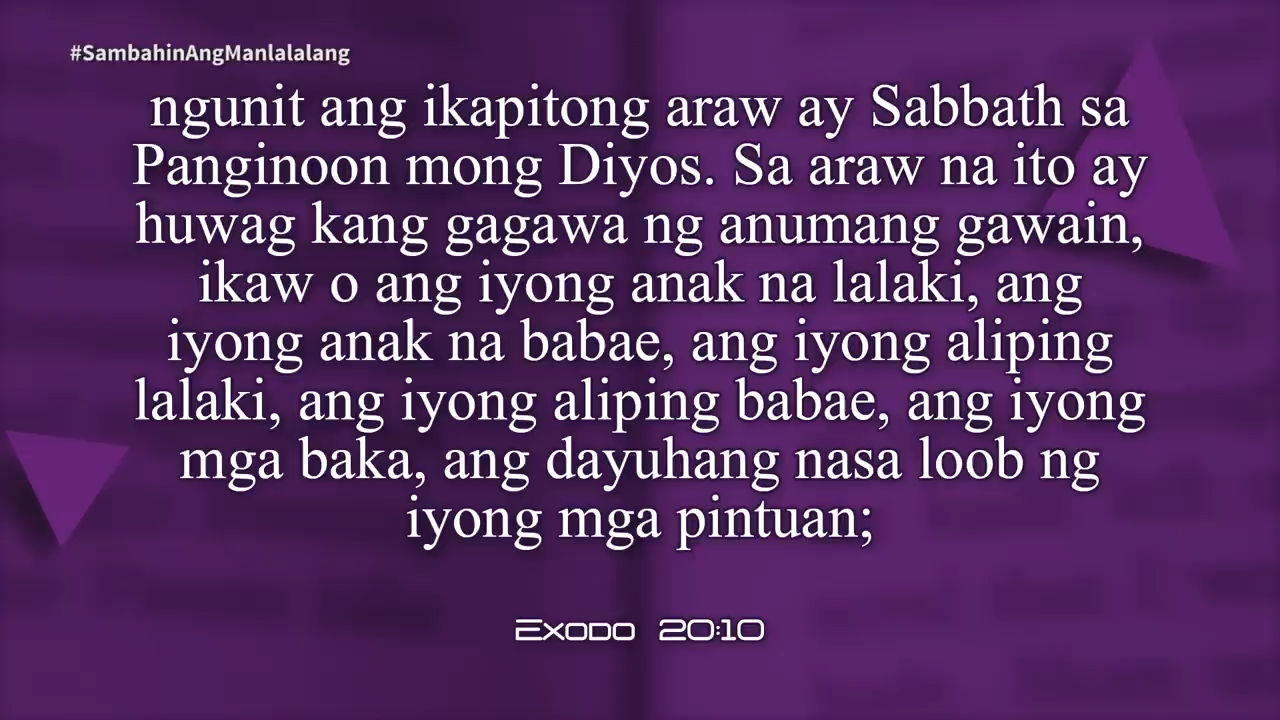 #SambahinAngManlalalang
ngunit ang ikapitong araw ay Sabbath sa
Panginoon mong Diyos. Sa araw na ito ay
huwag kang gagawa ng anumang gawain,
ikaw o ang iyong anak na lalaki, ang
iyong anak na babae, ang iyong aliping
lalaki, ang iyong aliping babae, ang iyong
mga baka, ang dayuhang nasa loob ng
iyong mga pintuan;
Exodo 20:10